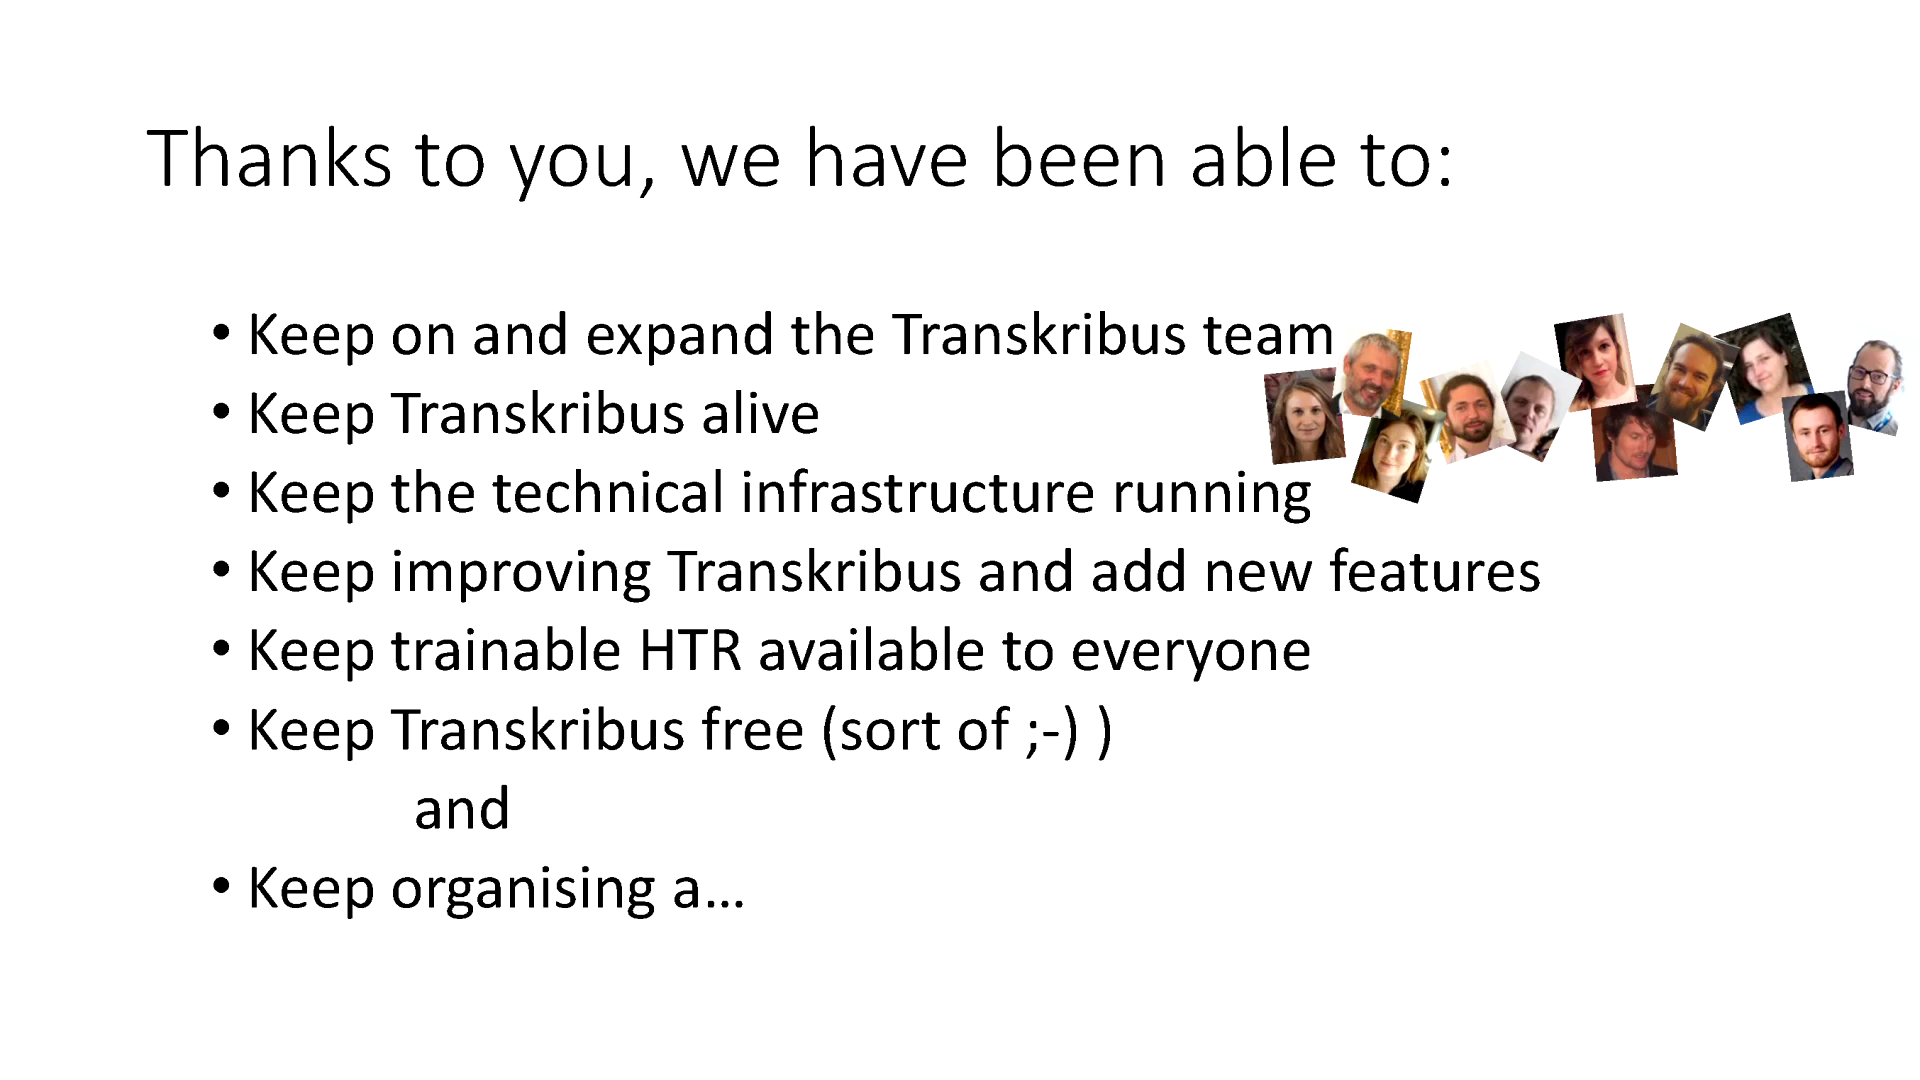 Thanks to you, we have been able to:
• Keep on and expand the Transkribus team
• Keep Transkribus alive
• Keep the technical infrastructure running
• Keep improving Transkribus and add new features
• Keep trainable HTR available to everyone
• Keep Transkribus free (sort of ;-) )
and
• Keep organising a…